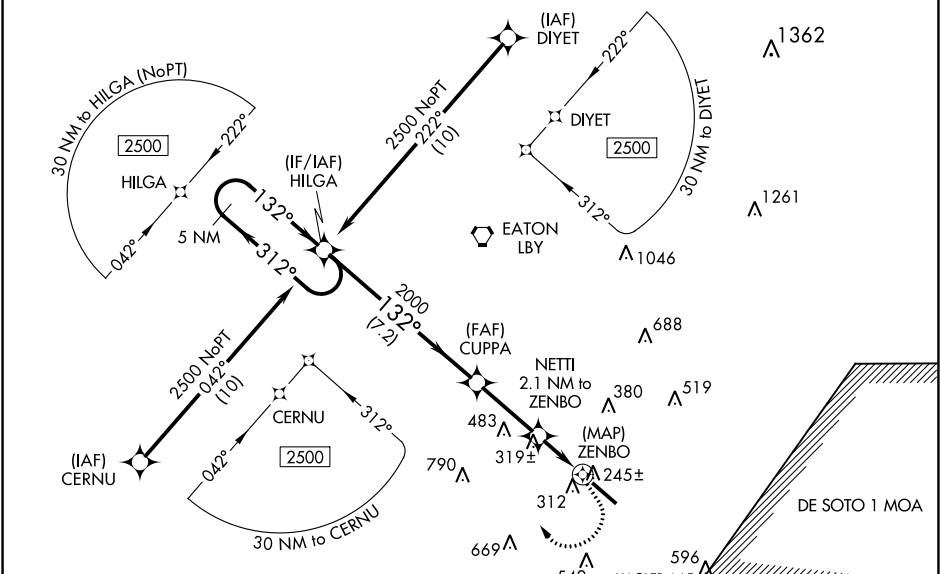 (IAF)
DIYET
1362
222°
30 NM to HILGA (NoPT)
2500
222°
HILGA
042°
2500 NoPT
222°
(10)
DIYET
2500
30 NM to DIYET
312°
(IF/IAF)
HILGA
132°
5 NM
312°
EATON
LBY
1261
1046
2000
132°
(7.2)
688
(FAF)
CUPPA
2500 NoPT
042°
(10)
NETTI
2.1 NM to
ZENBO
380
519
CERNU
312°
042°
2500
30 NM to CERNU
(IAF)
CERNU
483
319±
(MAP)
ZENBO
790
245±
312
DE SOTO 1 MOA
669
596